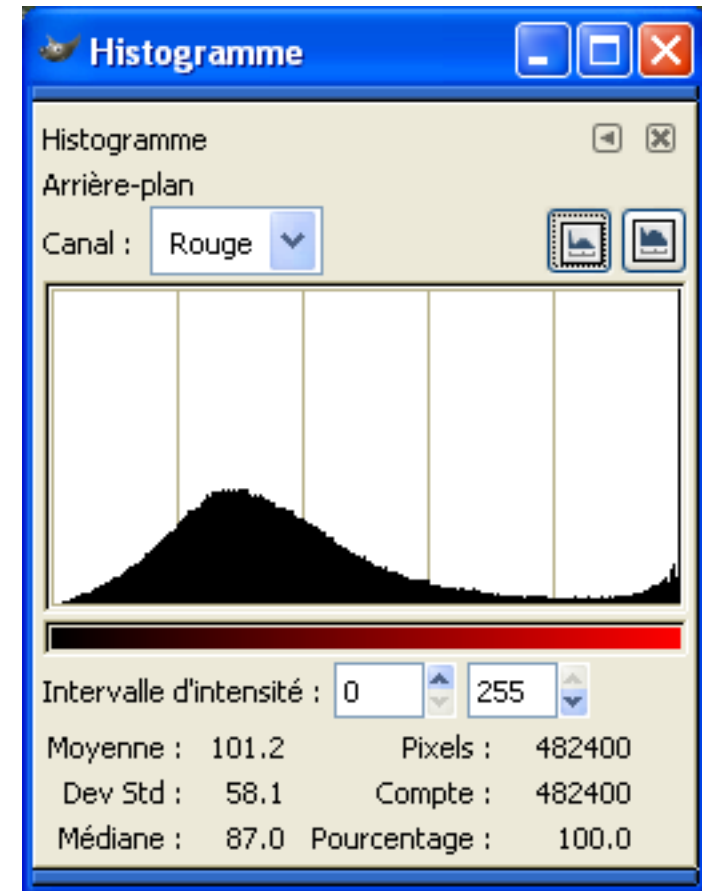 Histogramme
Histogramme
Arrière-plan
Canal : Rouge
Intervalle d'intensité : 0 255
Moyenne : 101.2 Pixels : 482400
Dev Std : 58.1 Compte : 482400
Médiane : 87.0 Pourcentage : 100.0